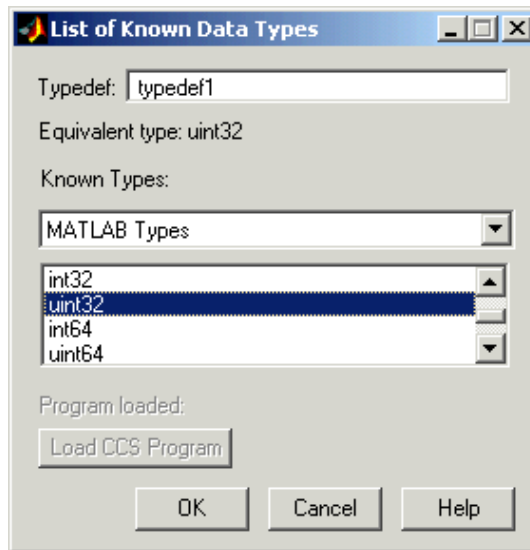 List of Known Data Types
Typedef: typedef1
Equivalent type: uint32
Known Types:
MATLAB Types
int32
uint32
int64
uint64
Program loaded:
Load CCS Program
OK Cancel Help